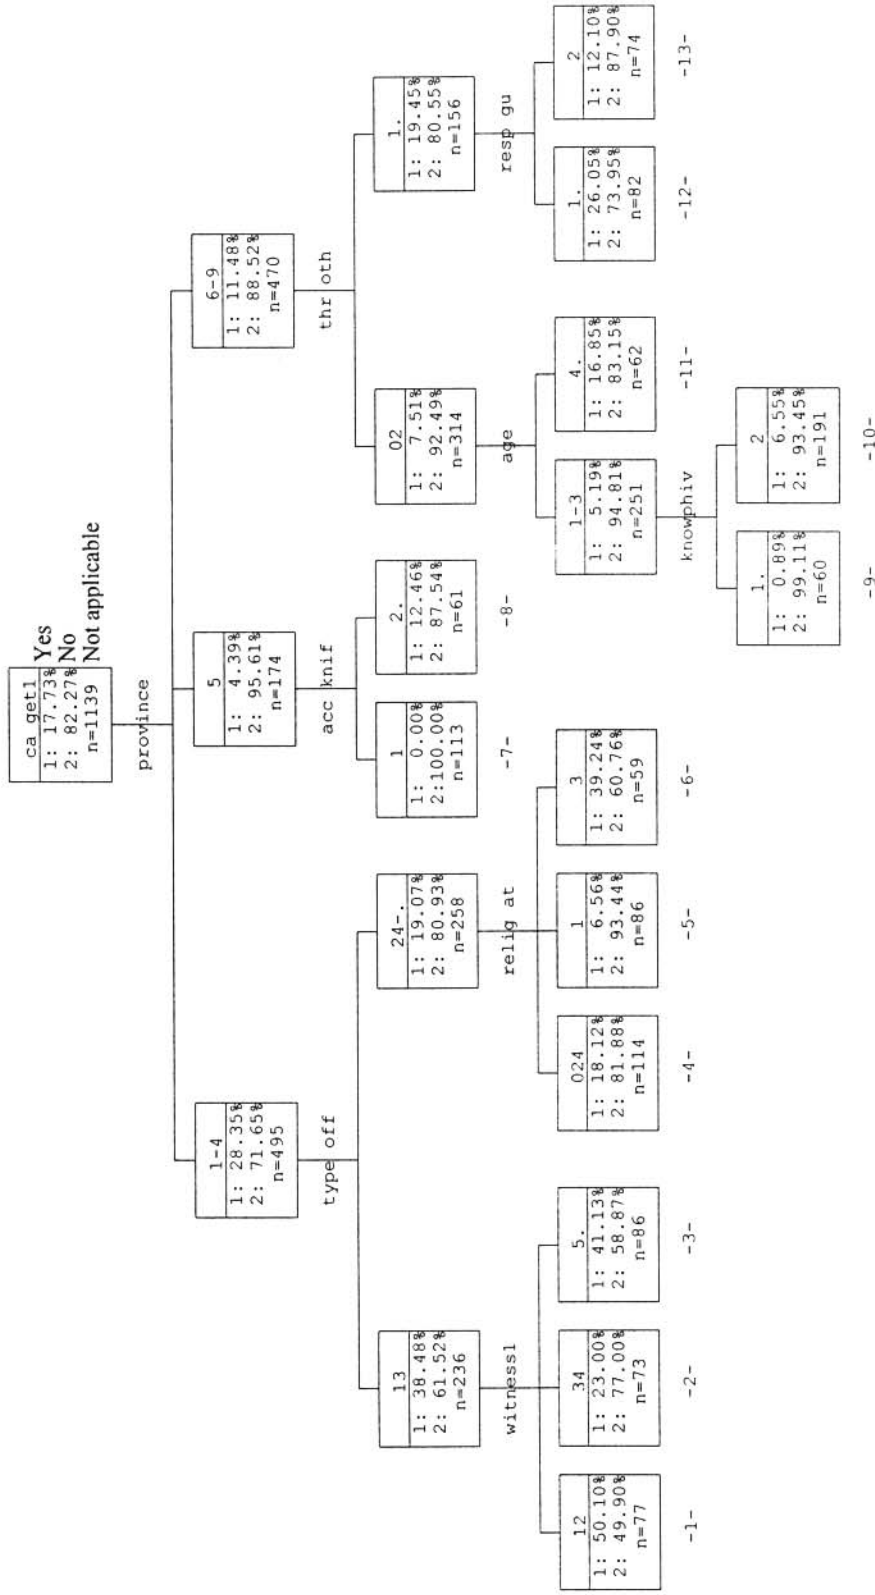 ca get1
1: 17.73% Yes
2: 82.27% No
n=1139 Not applicable
province
1-4
1: 28.35%
2: 71.65%
n=495
5
1: 4.39%
2: 95.61%
n=174
6-9
1: 11.48%
2: 88.52%
n=470
type off
acc knif
thr oth
13
1: 38.48%
2: 61.52%
n=236
24-.
1: 19.07%
2: 80.93%
n=258
1
1: 0.00%
2:100.00%
n=113
2.
1: 12.46%
2: 87.54%
n=61
02
1: 7.51%
2: 92.49%
n=314
1.
1: 19.45%
2: 80.55%
n=156
witness1
relig at
-7-
-8-
age
resp gu
12
1: 50.10%
2: 49.90%
n=77
34
1: 23.00%
2: 77.00%
n=73
5.
1: 41.13%
2: 58.87%
n=86
024
1: 18.12%
2: 81.88%
n=114
1
1: 6.56%
2: 93.44%
n=86
3
1: 39.24%
2: 60.76%
n=59
1-3
1: 5.19%
2: 94.81%
n=251
4.
1: 16.85%
2: 83.15%
n=62
1.
1: 26.05%
2: 73.95%
n=82
2
1: 12.10%
2: 87.90%
n=74
-1-
-2-
-3-
-4-
-5-
-6-
knowphiv
-11-
-12-
-13-
1.
1: 0.89%
2: 99.11%
n=60
2
1: 6.55%
2: 93.45%
n=191
-9-
-10-